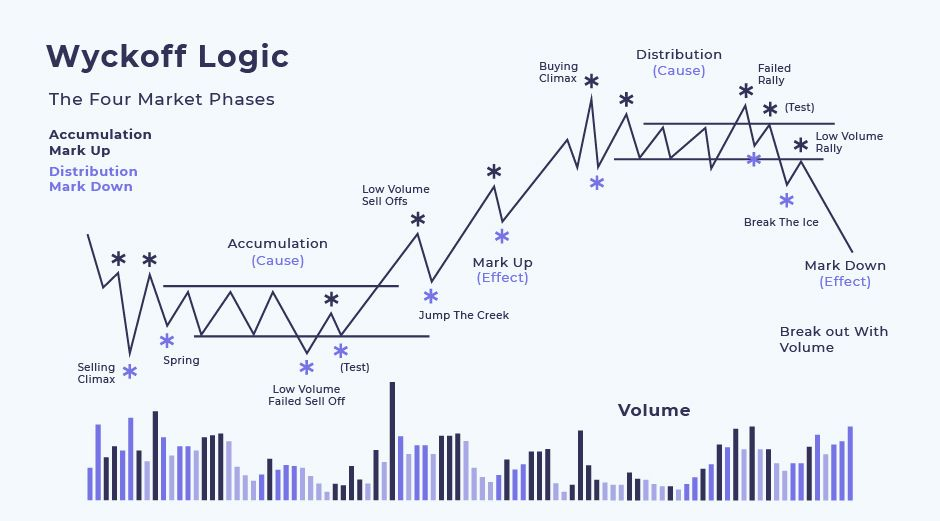 Wyckoff Logic
The Four Market Phases
Accumulation
Mark Up
Distribution
Mark Down
Buying
Climax
Distribution
(Cause)
Failed
Rally
(Test)
Low Volume
Rally
Low Volume
Sell Offs
Accumulation
(Cause)
Break The Ice
Mark Up
(Effect)
Mark Down
(Effect)
Jump The Creek
Break out With
Volume
Selling
Climax
Spring
(Test)
Low Volume
Failed Sell Off
Volume